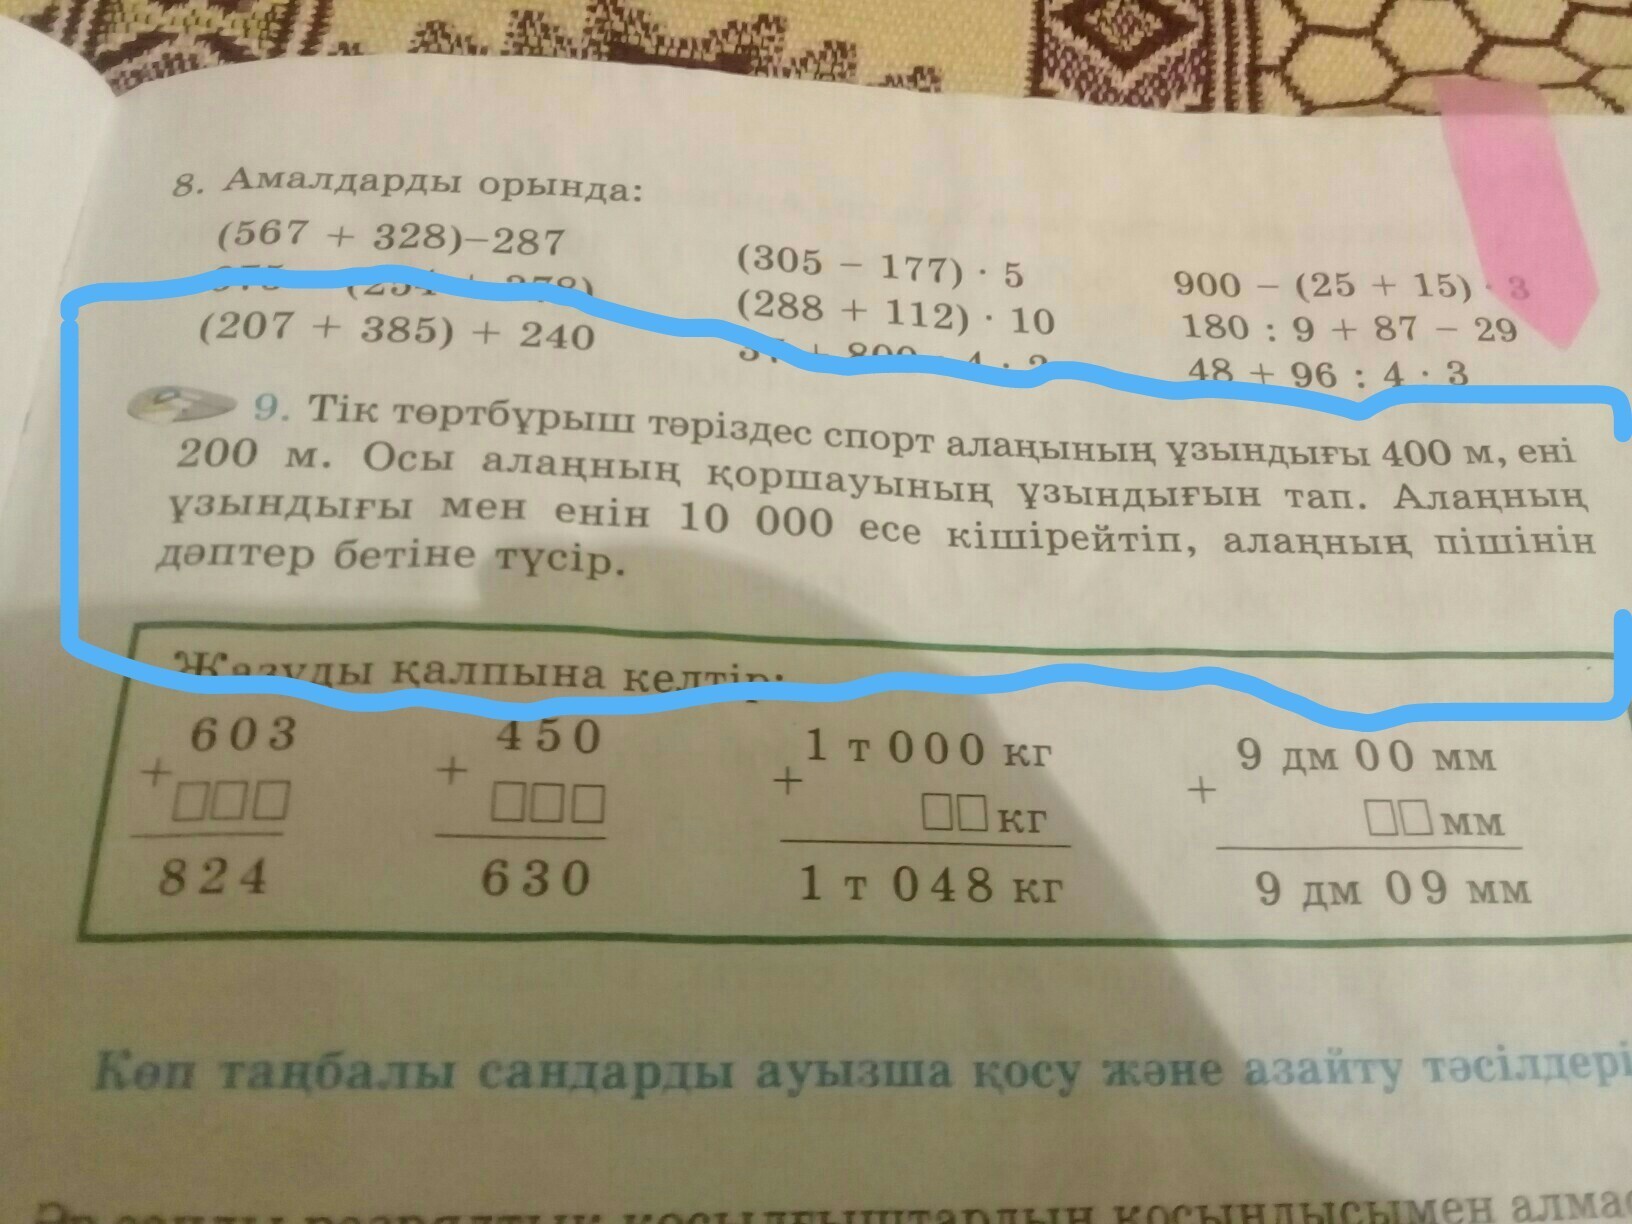 8. Амалдарды орында:
(567 + 328)–287
(305 – 177) · 5
900 – (25 + 15) · 3
(288 + 112) · 10
180 : 9 + 87 – 29
(207 + 385) + 240
48 + 96 : 4 · 3
9. Тік төртбұрыш тәріздес спорт алаңының ұзындығы 400 м, ені
200 м. Осы алаңның қоршауының ұзындығын тап. Алаңның
ұзындығы мен енін 10 000 есе кішірейтіп, алаңның пішінін
дәптер бетіне түсір.
Жазуды қалпына келтір:
603 450 1 т 000 кг 9 дм 00 мм
+ □□□ + □□□ + □□ кг + □□ мм
824 630 1 т 048 кг 9 дм 09 мм
Көп таңбалы сандарды ауызша қосу және азайту тәсілдері